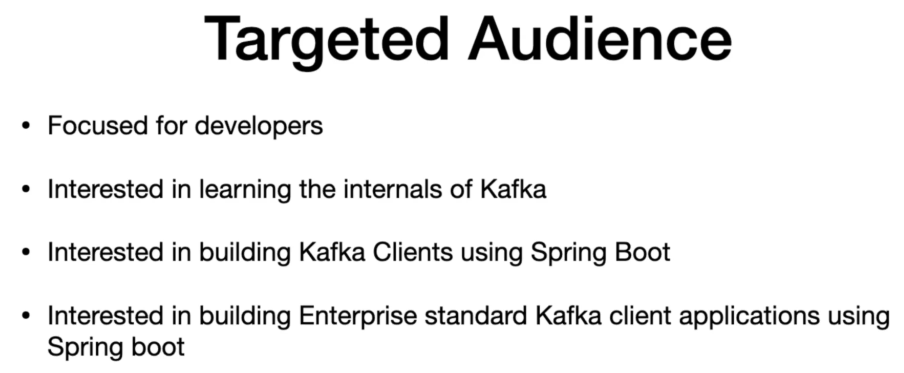 Targeted Audience
• Focused for developers
• Interested in learning the internals of Kafka
• Interested in building Kafka Clients using Spring Boot
• Interested in building Enterprise standard Kafka client applications using
Spring boot